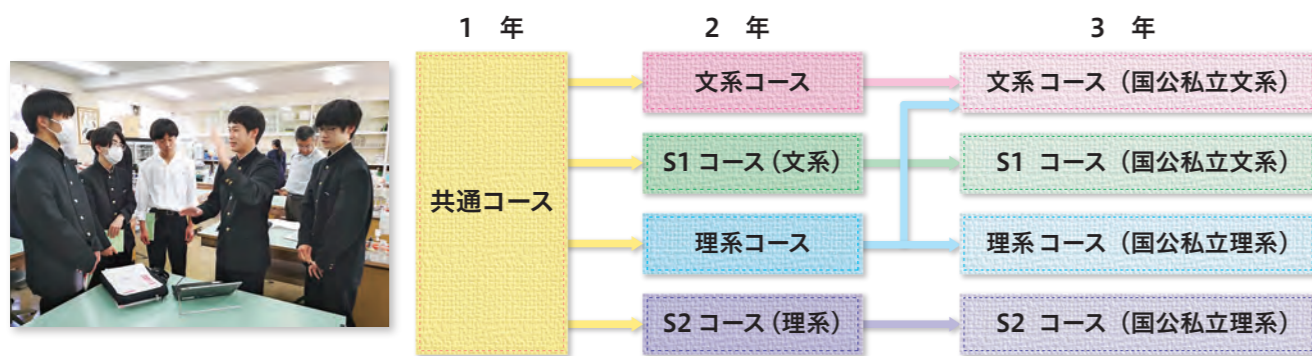 1 年
2 年
3 年
共通コース
文系コース
文系 コース（国公私立文系）
S1 コース（文系）
S1 コース（国公私立文系）
理系コース
理系 コース（国公私立理系）
S2 コース（理系）
S2 コース（国公私立理系）